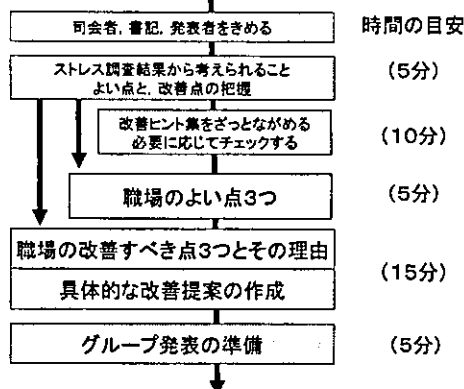 司会者, 書記, 発表者をきめる
時間の目安
ストレス調査結果から考えられること
よい点と, 改善点の把握
(5分)
改善ヒント集をざっとながめる
必要に応じてチェックする
(10分)
職場のよい点3つ
(5分)
職場の改善すべき点3つとその理由
具体的な改善提案の作成
(15分)
グループ発表の準備
(5分)